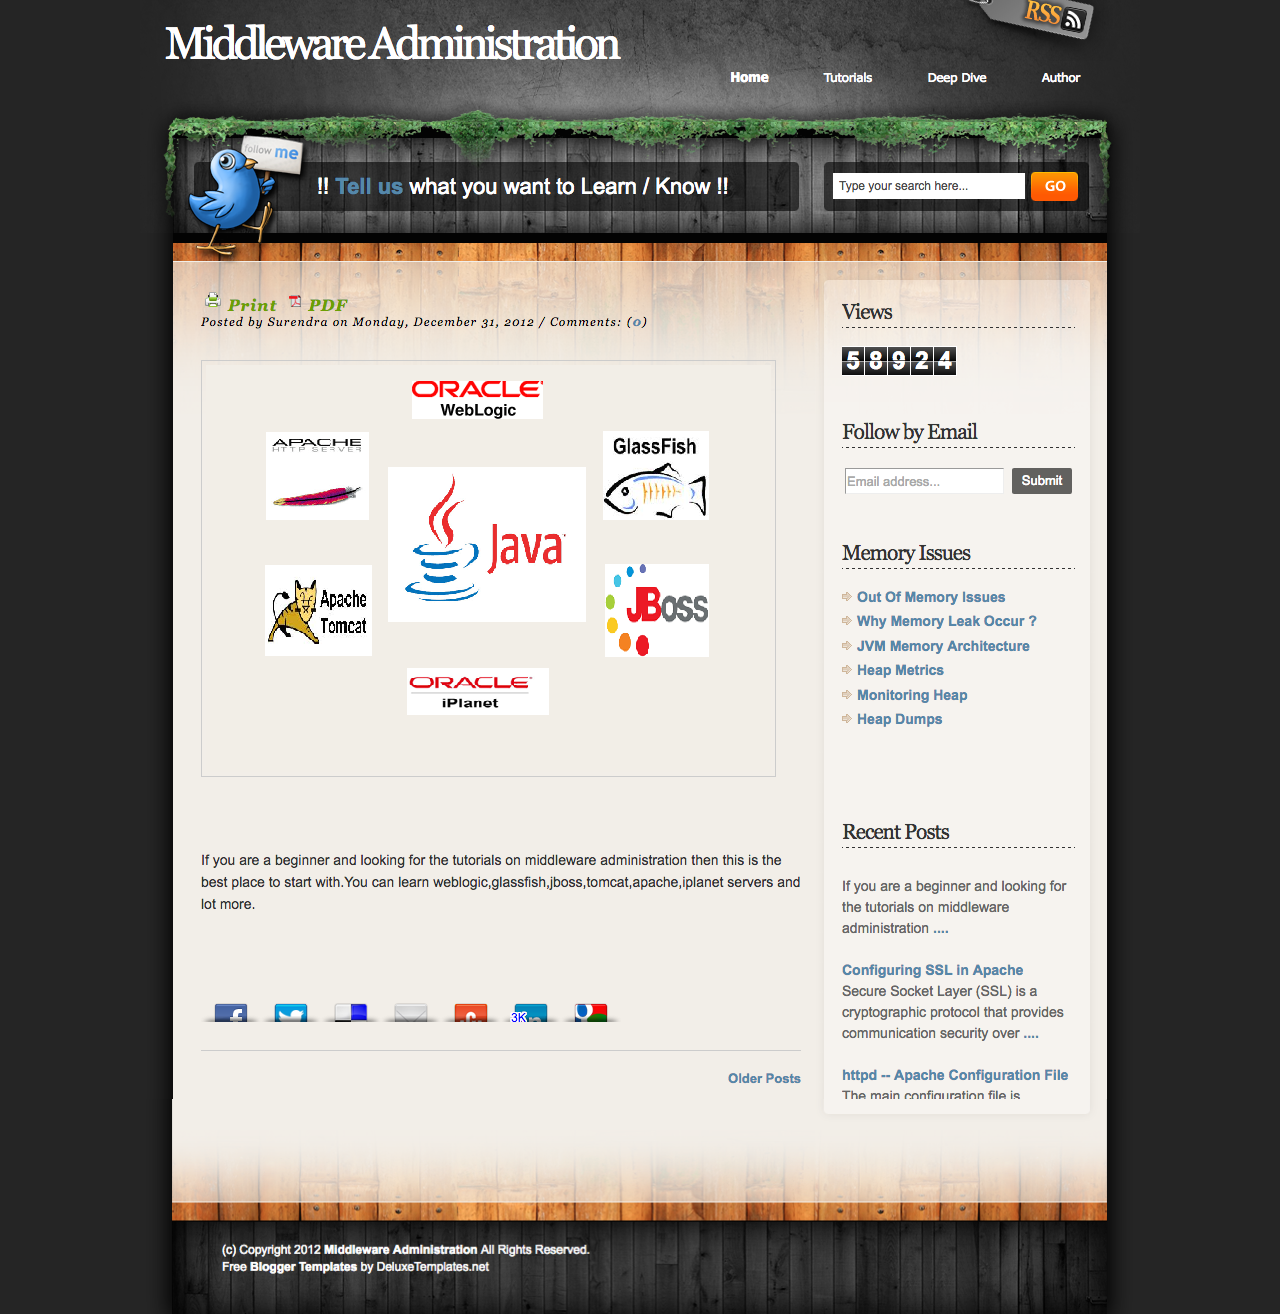 Middleware Administration
RSS
Home Tutorials Deep Dive Author
follow me
!! Tell us what you want to Learn / Know !!
Type your search here... GO
Print PDF
Posted by Surendra on Monday, December 31, 2012 / Comments: (0)
ORACLE
WebLogic
APACHE
HTTP SERVER
GlassFish
Java
Apache
Tomcat
JBoss
ORACLE
iPlanet
If you are a beginner and looking for the tutorials on middleware administration then this is the
best place to start with.You can learn weblogic,glassfish,jboss,tomcat,apache,iplanet servers and
lot more.
3K
in
Older Posts
Views
58924
Follow by Email
Email address... Submit
Memory Issues
Out Of Memory Issues
Why Memory Leak Occur ?
JVM Memory Architecture
Heap Metrics
Monitoring Heap
Heap Dumps
Recent Posts
If you are a beginner and looking for
the tutorials on middleware
administration ....
Configuring SSL in Apache
Secure Socket Layer (SSL) is a
cryptographic protocol that provides
communication security over ....
httpd -- Apache Configuration File
The main configuration file is
(c) Copyright 2012 Middleware Administration All Rights Reserved.
Free Blogger Templates by DeluxeTemplates.net